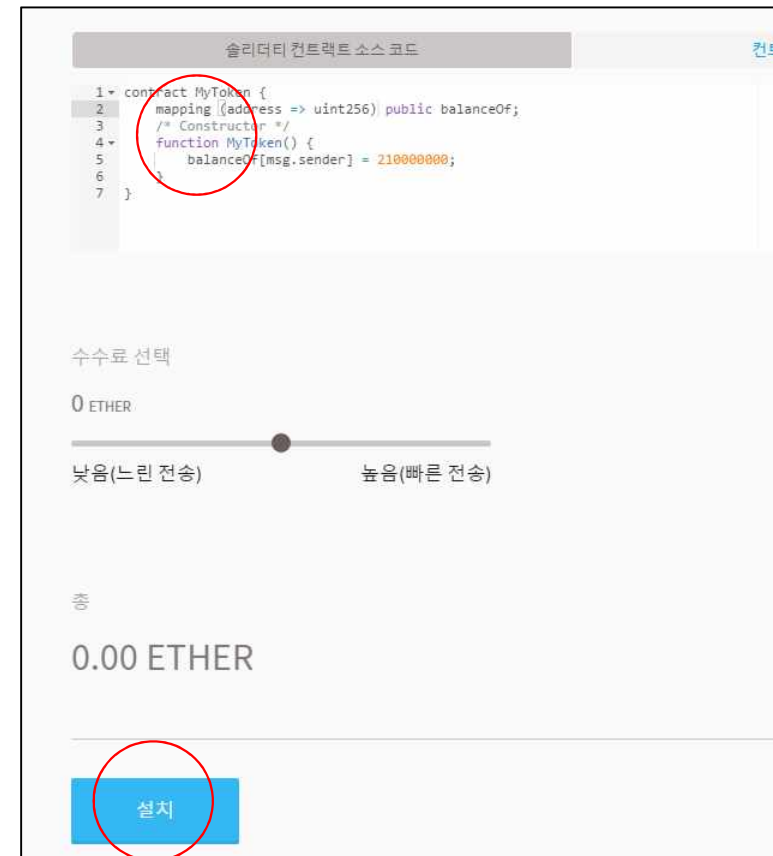 솔리더티 컨트랙트 소스 코드
1 contract MyToken {
2 mapping (address => uint256) public balanceOf;
3 /* Constructor */
4 function MyToken() {
5 balanceOf[msg.sender] = 210000000;
6 }
7 }
수수료 선택
0 ETHER
낮음(느린 전송) 높음(빠른 전송)
총
0.00 ETHER
설치